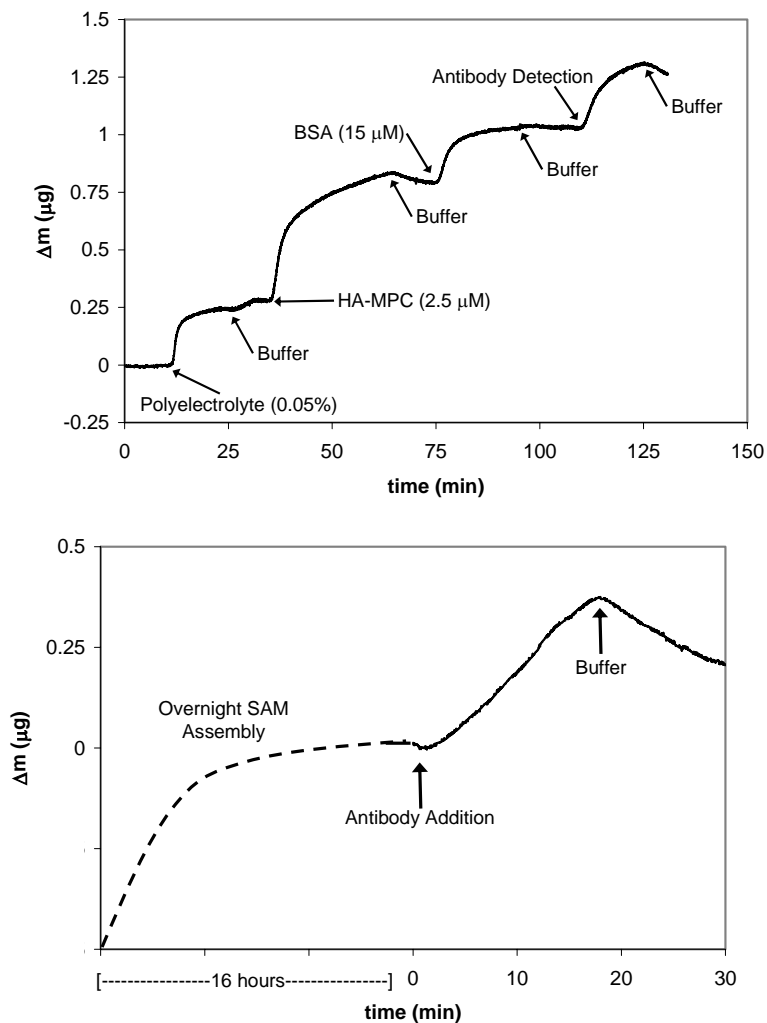 1.5
1.25
1
0.75
0.5
0.25
0
-0.25
Δm (μg)
Antibody Detection
Buffer
BSA (15 μM)
Buffer
Buffer
HA-MPC (2.5 μM)
Buffer
Polyelectrolyte (0.05%)
0 25 50 75 100 125 150
time (min)
0.5
0.25
0
Δm (μg)
Overnight SAM
Assembly
Buffer
Antibody Addition
[-----------------16 hours----------------] 0 10 20 30
time (min)